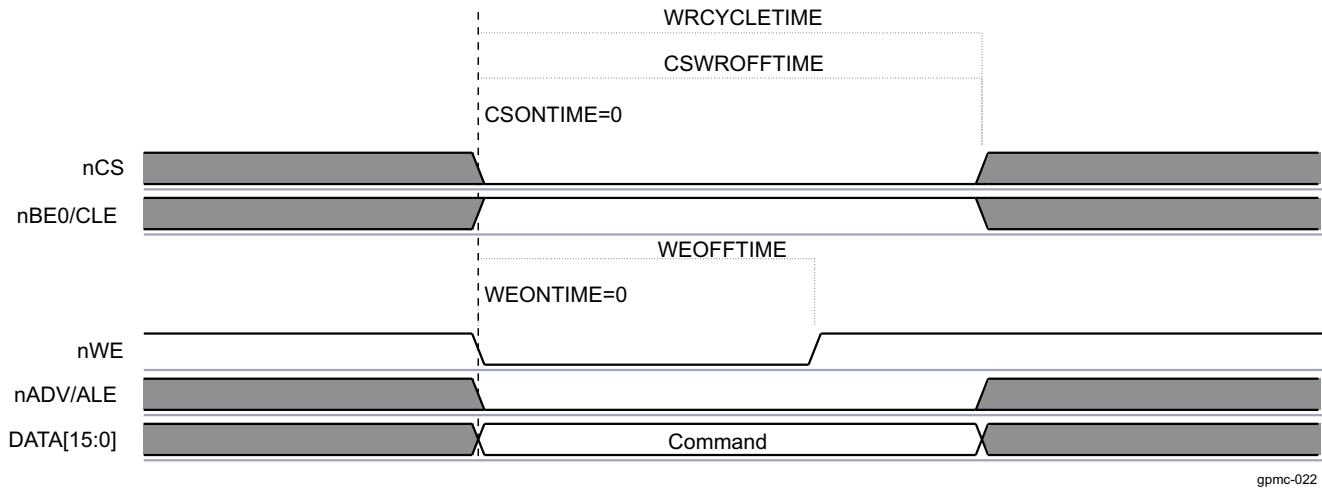 WRCYCLETIME
CSWROFFTIME
CSONTIME=0
nCS
nBE0/CLE
WEOFFTIME
WEONTIME=0
nWE
nADV/ALE
DATA[15:0] Command
gpmc-022